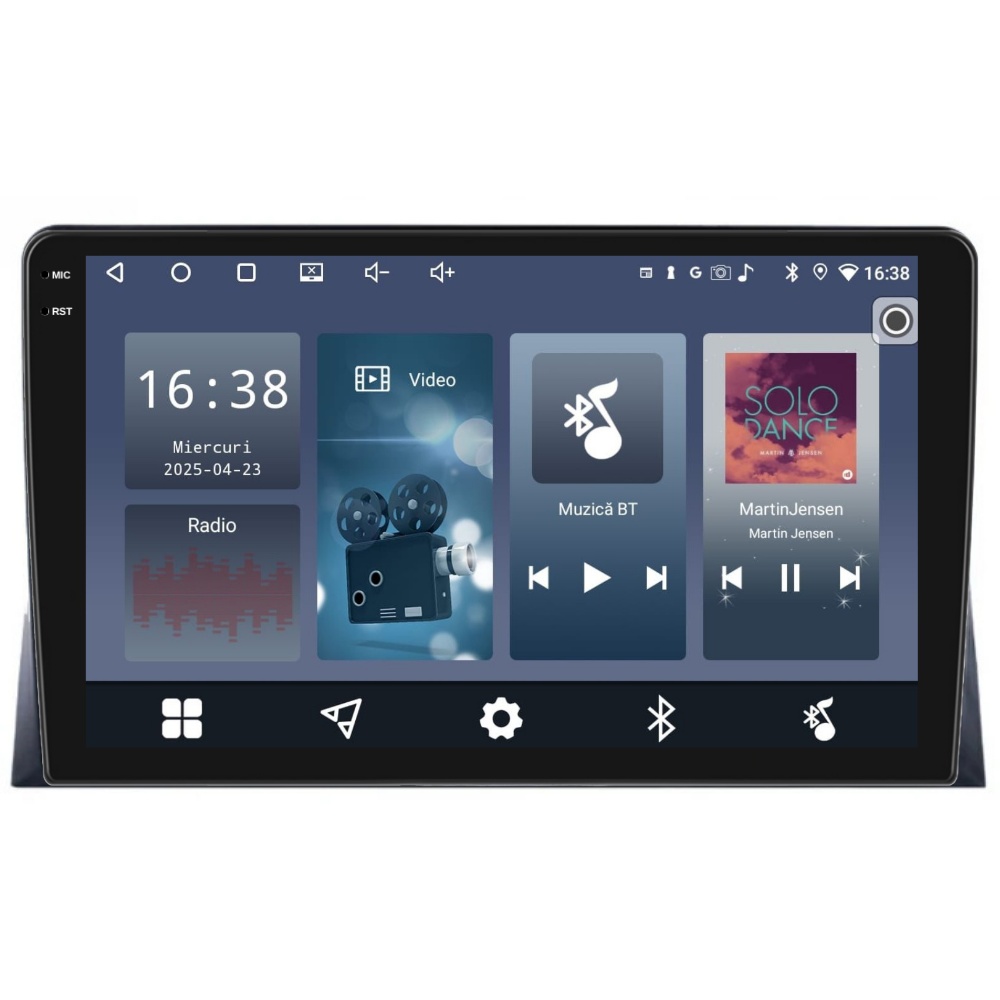 MIC
RST
G
16:38
16:38
Miercuri
2025-04-23
Radio
Video
Muzică BT
SOLO
DANCE
MARTIN JENSEN
MartinJensen
Martin Jensen